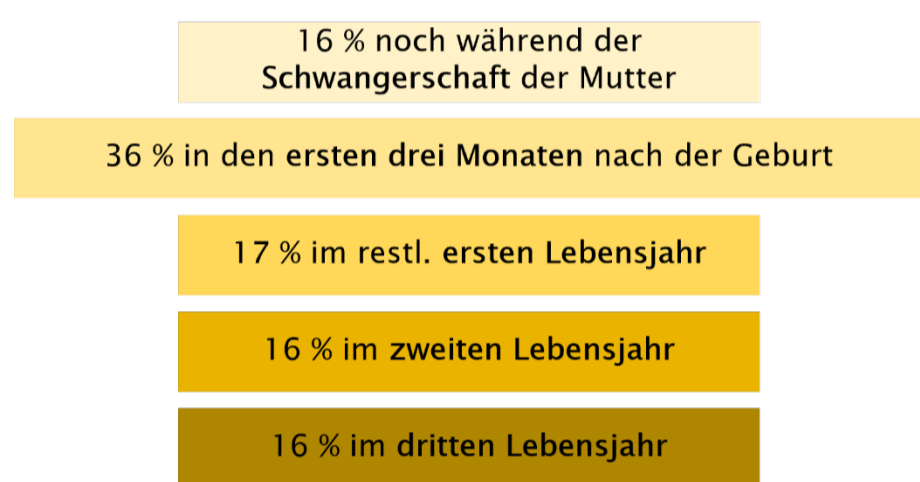 16 % noch während der
Schwangerschaft der Mutter
36 % in den ersten drei Monaten nach der Geburt
17 % im restl. ersten Lebensjahr
16 % im zweiten Lebensjahr
16 % im dritten Lebensjahr